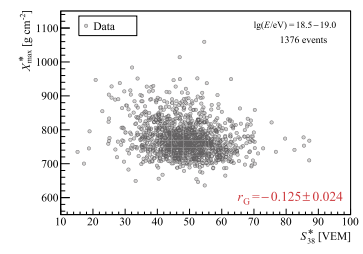 Data
lg(E/eV) = 18.5 − 19.0
1376 events
X*max [g cm−2]
1100
1000
900
800
700
600
rG = −0.125 ± 0.024
10 20 30 40 50 60 70 80 90 100
S*38 [VEM]